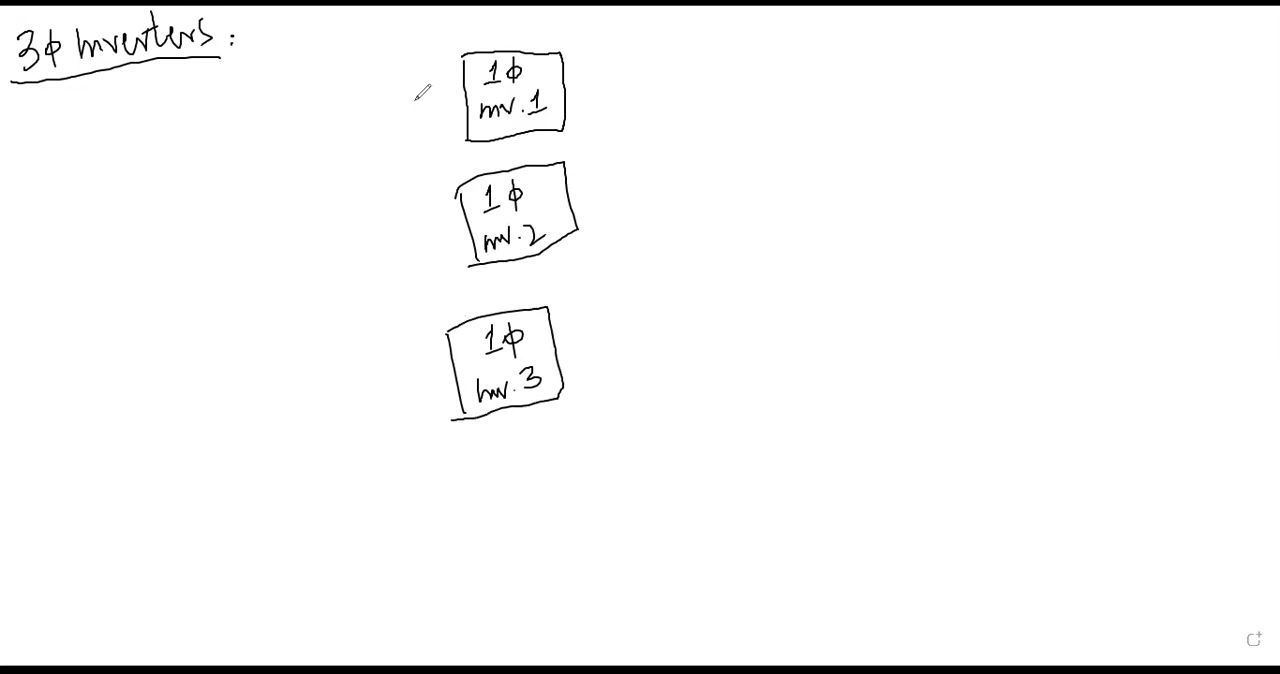 3ϕ Inverters :
1ϕ
Inv. 1
1ϕ
Inv. 2
1ϕ
Inv. 3